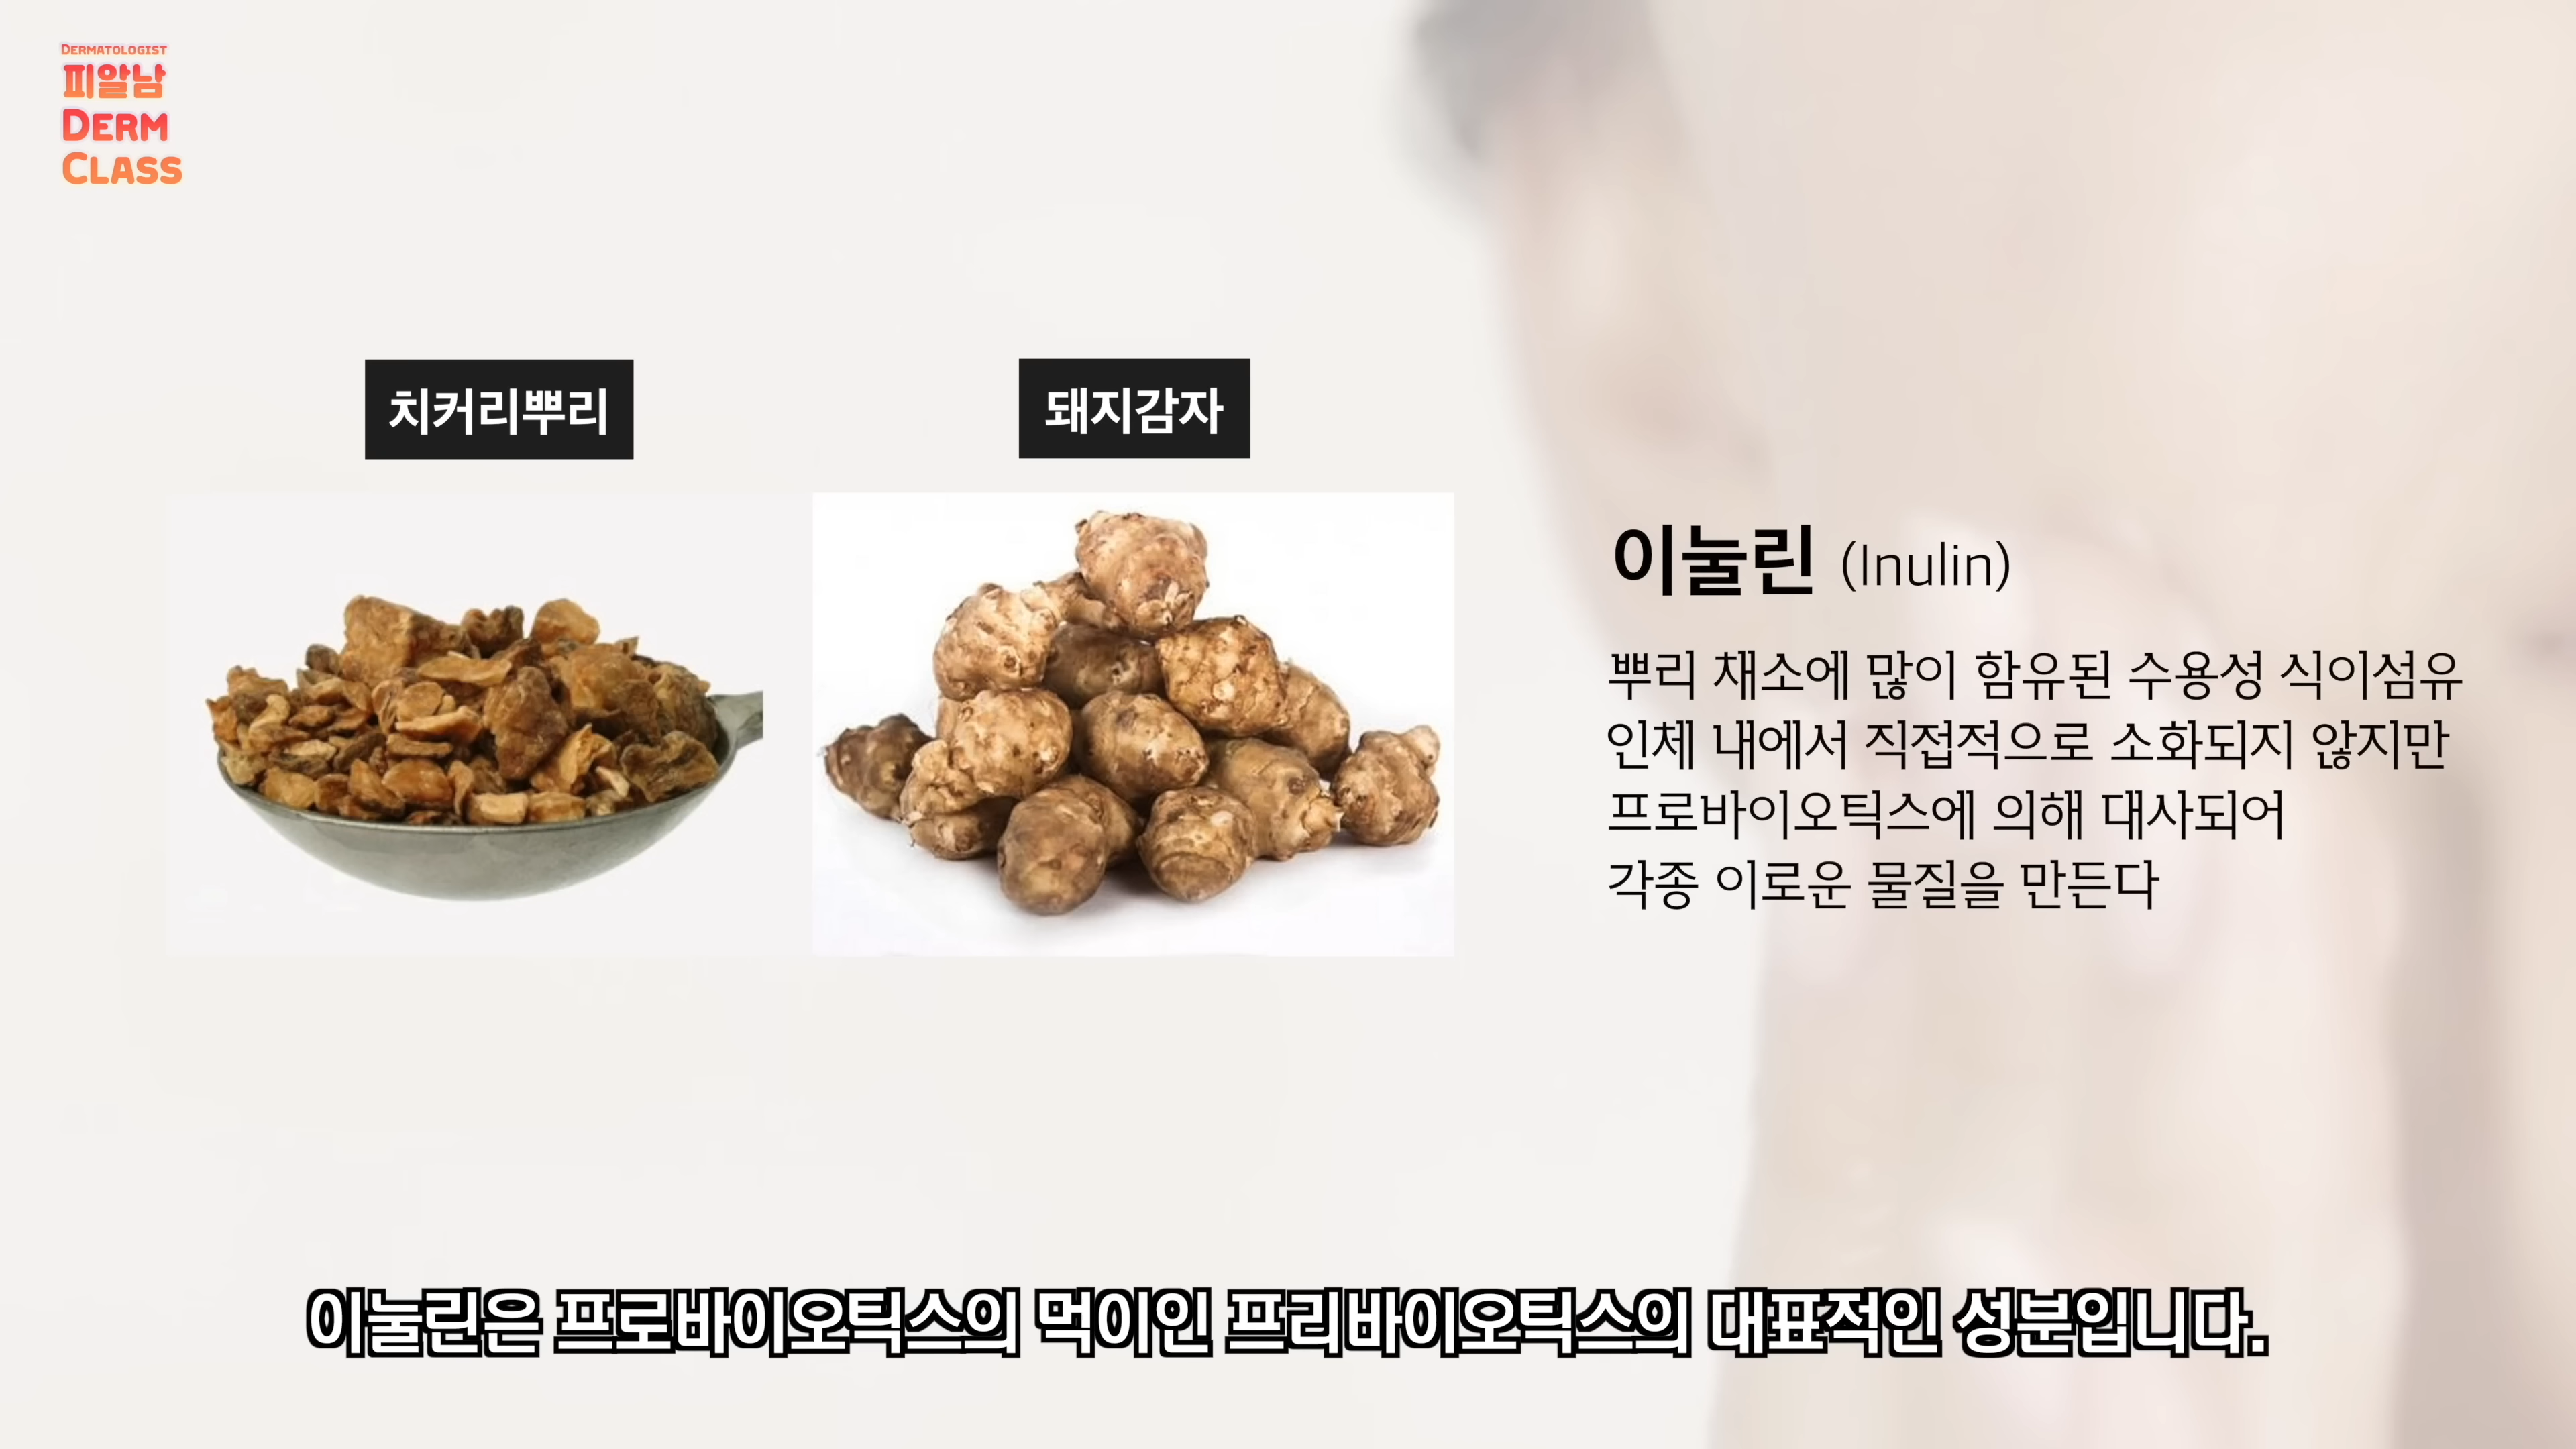 DERMATOLOGIST
피알남
DERM
CLASS
치커리뿌리
돼지감자
이눌린 (Inulin)
뿌리 채소에 많이 함유된 수용성 식이섬유
인체 내에서 직접적으로 소화되지 않지만
프로바이오틱스에 의해 대사되어
각종 이로운 물질을 만든다
이눌린은 프로바이오틱스의 먹이인 프리바이오틱스의 대표적인 성분입니다.